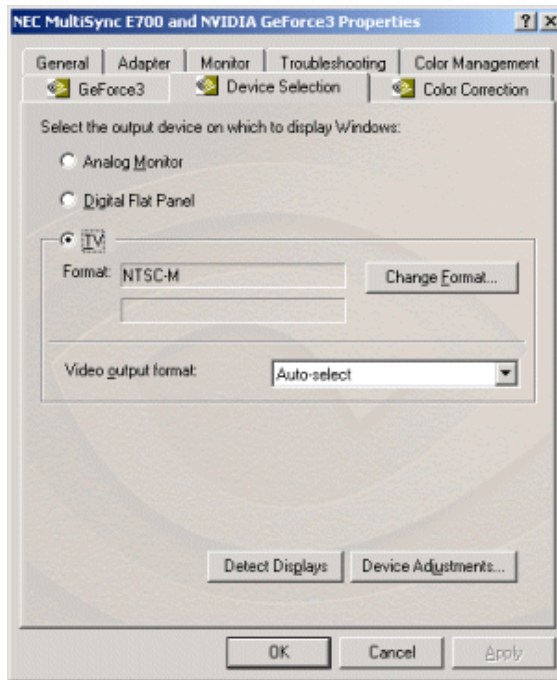 NEC MultiSync E700 and NVIDIA GeForce3 Properties
General Adapter Monitor Troubleshooting Color Management
GeForce3 Device Selection Color Correction
Select the output device on which to display Windows:
Analog Monitor
Digital Flat Panel
TV
Format: NTSC-M Change Format...
Video output format: Auto-select
Detect Displays Device Adjustments...
OK Cancel Apply